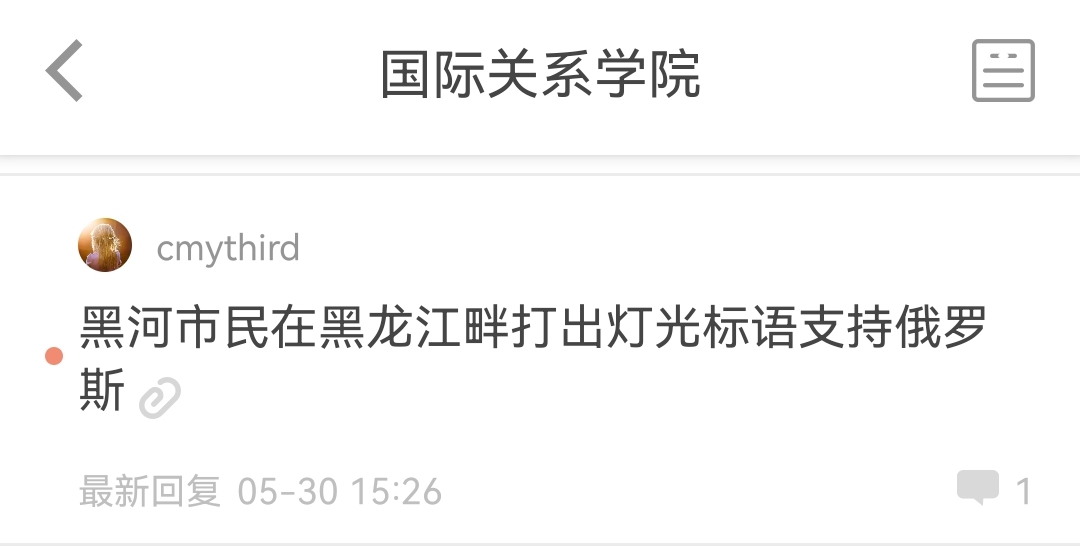 国际关系学院
cmythird
黑河市民在黑龙江畔打出灯光标语支持俄罗
斯
最新回复 05-30 15:26
1